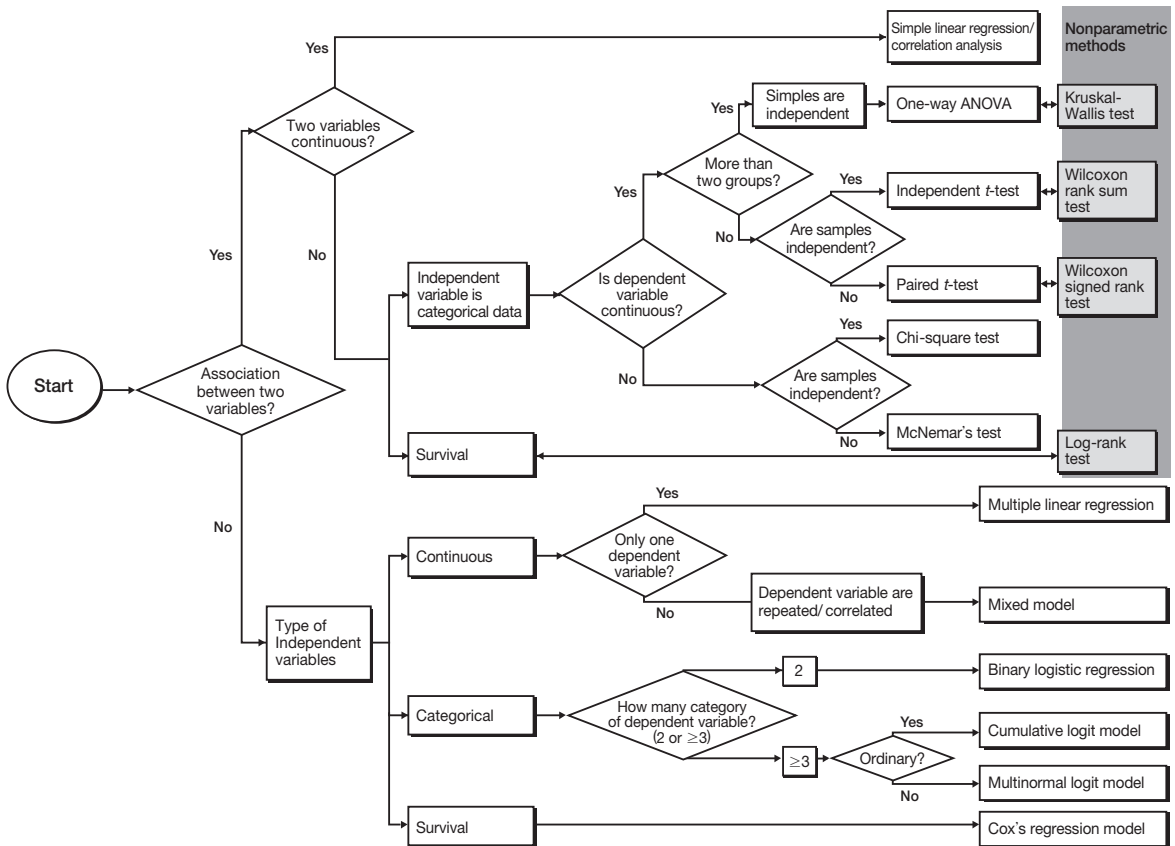 Simple linear regression/
correlation analysis
Nonparametric
methods
Yes
Two variables
continuous?
Yes
Simples are
independent
One-way ANOVA
Kruskal-
Wallis test
More than
two groups?
Yes
Yes
Independent t-test
Wilcoxon
rank sum
test
No
Are samples
independent?
Yes
No
Independent
variable is
categorical data
Is dependent
variable
continuous?
No
Paired t-test
Wilcoxon
signed rank
test
Yes
Chi-square test
Start
Association
between two
variables?
No
Are samples
independent?
No
McNemar's test
Survival
Log-rank
test
No
Yes
Multiple linear regression
Continuous
Only one
dependent
variable?
No
Dependent variable are
repeated/ correlated
Mixed model
Type of
Independent
variables
2
Binary logistic regression
Categorical
How many category
of dependent variable?
(2 or ≥3)
Yes
Cumulative logit model
≥3
Ordinary?
No
Multinormal logit model
Survival
Cox's regression model